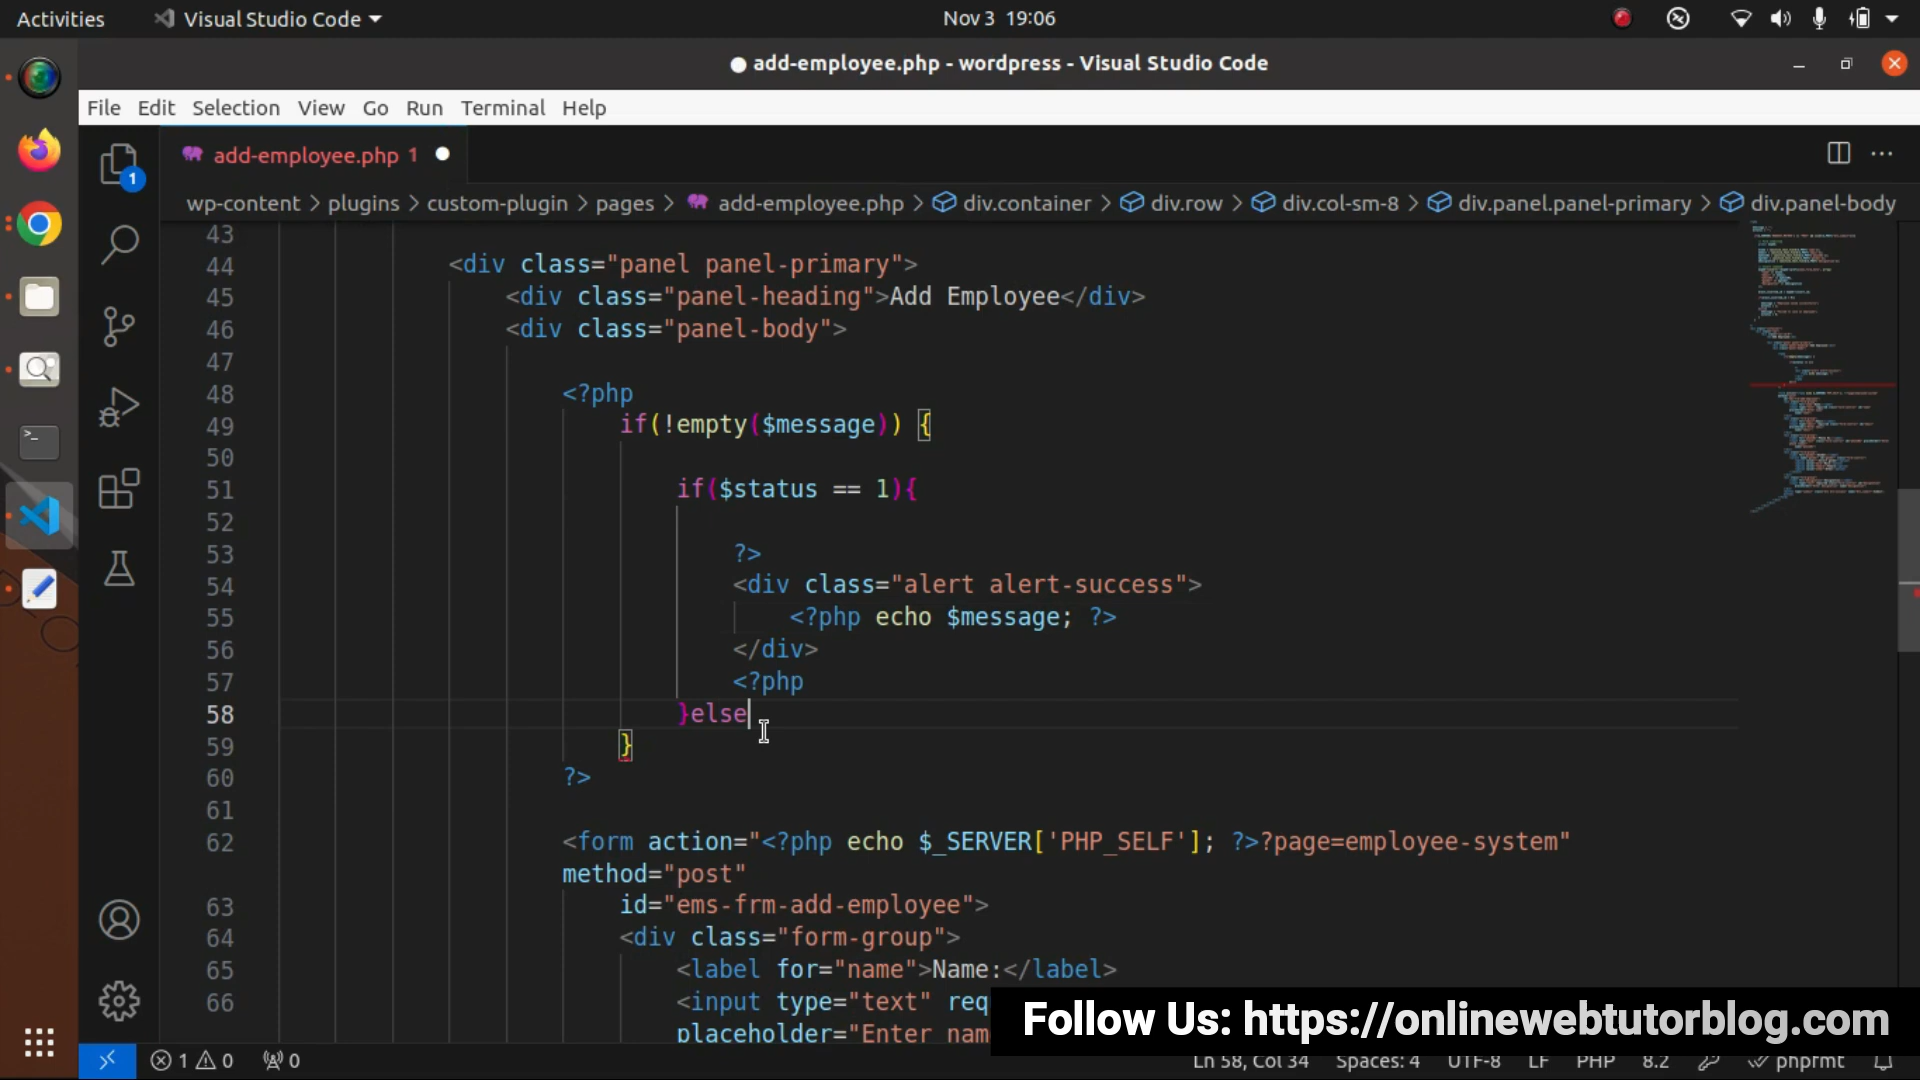 Activities
Visual Studio Code
Nov 3 19:06
add-employee.php - wordpress - Visual Studio Code
File Edit Selection View Go Run Terminal Help
1
add-employee.php 1
wp-content > plugins > custom-plugin > pages > add-employee.php > div.container > div.row > div.col-sm-8 > div.panel.panel-primary > div.panel-body
43
44 <div class="panel panel-primary">
45 <div class="panel-heading">Add Employee</div>
46 <div class="panel-body">
47
48 <?php
49 if(!empty($message)) {
50
51 if($status == 1){
52
53 ?>
54 <div class="alert alert-success">
55 <?php echo $message; ?>
56 </div>
57 <?php
58 }else
59 }
60 ?>
61
62 <form action="<?php echo $_SERVER['PHP_SELF']; ?>?page=employee-system"
method="post"
63 id="ems-frm-add-employee">
64 <div class="form-group">
65 <label for="name">Name:</label>
66 <input type="text" req
placeholder="Enter nam
Follow Us: https://onlinewebtutorblog.com
1 0 0 Ln 58, Col 34 Spaces: 4 UTF-8 LF PHP 8.2 phpfmt